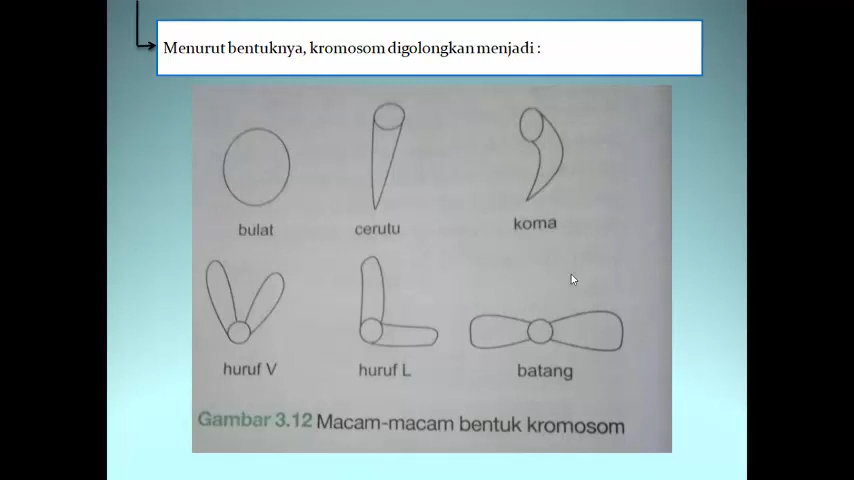 Menurut bentuknya, kromosom digolongkan menjadi :
bulat
cerutu
koma
huruf V
huruf L
batang
Gambar 3.12 Macam-macam bentuk kromosom